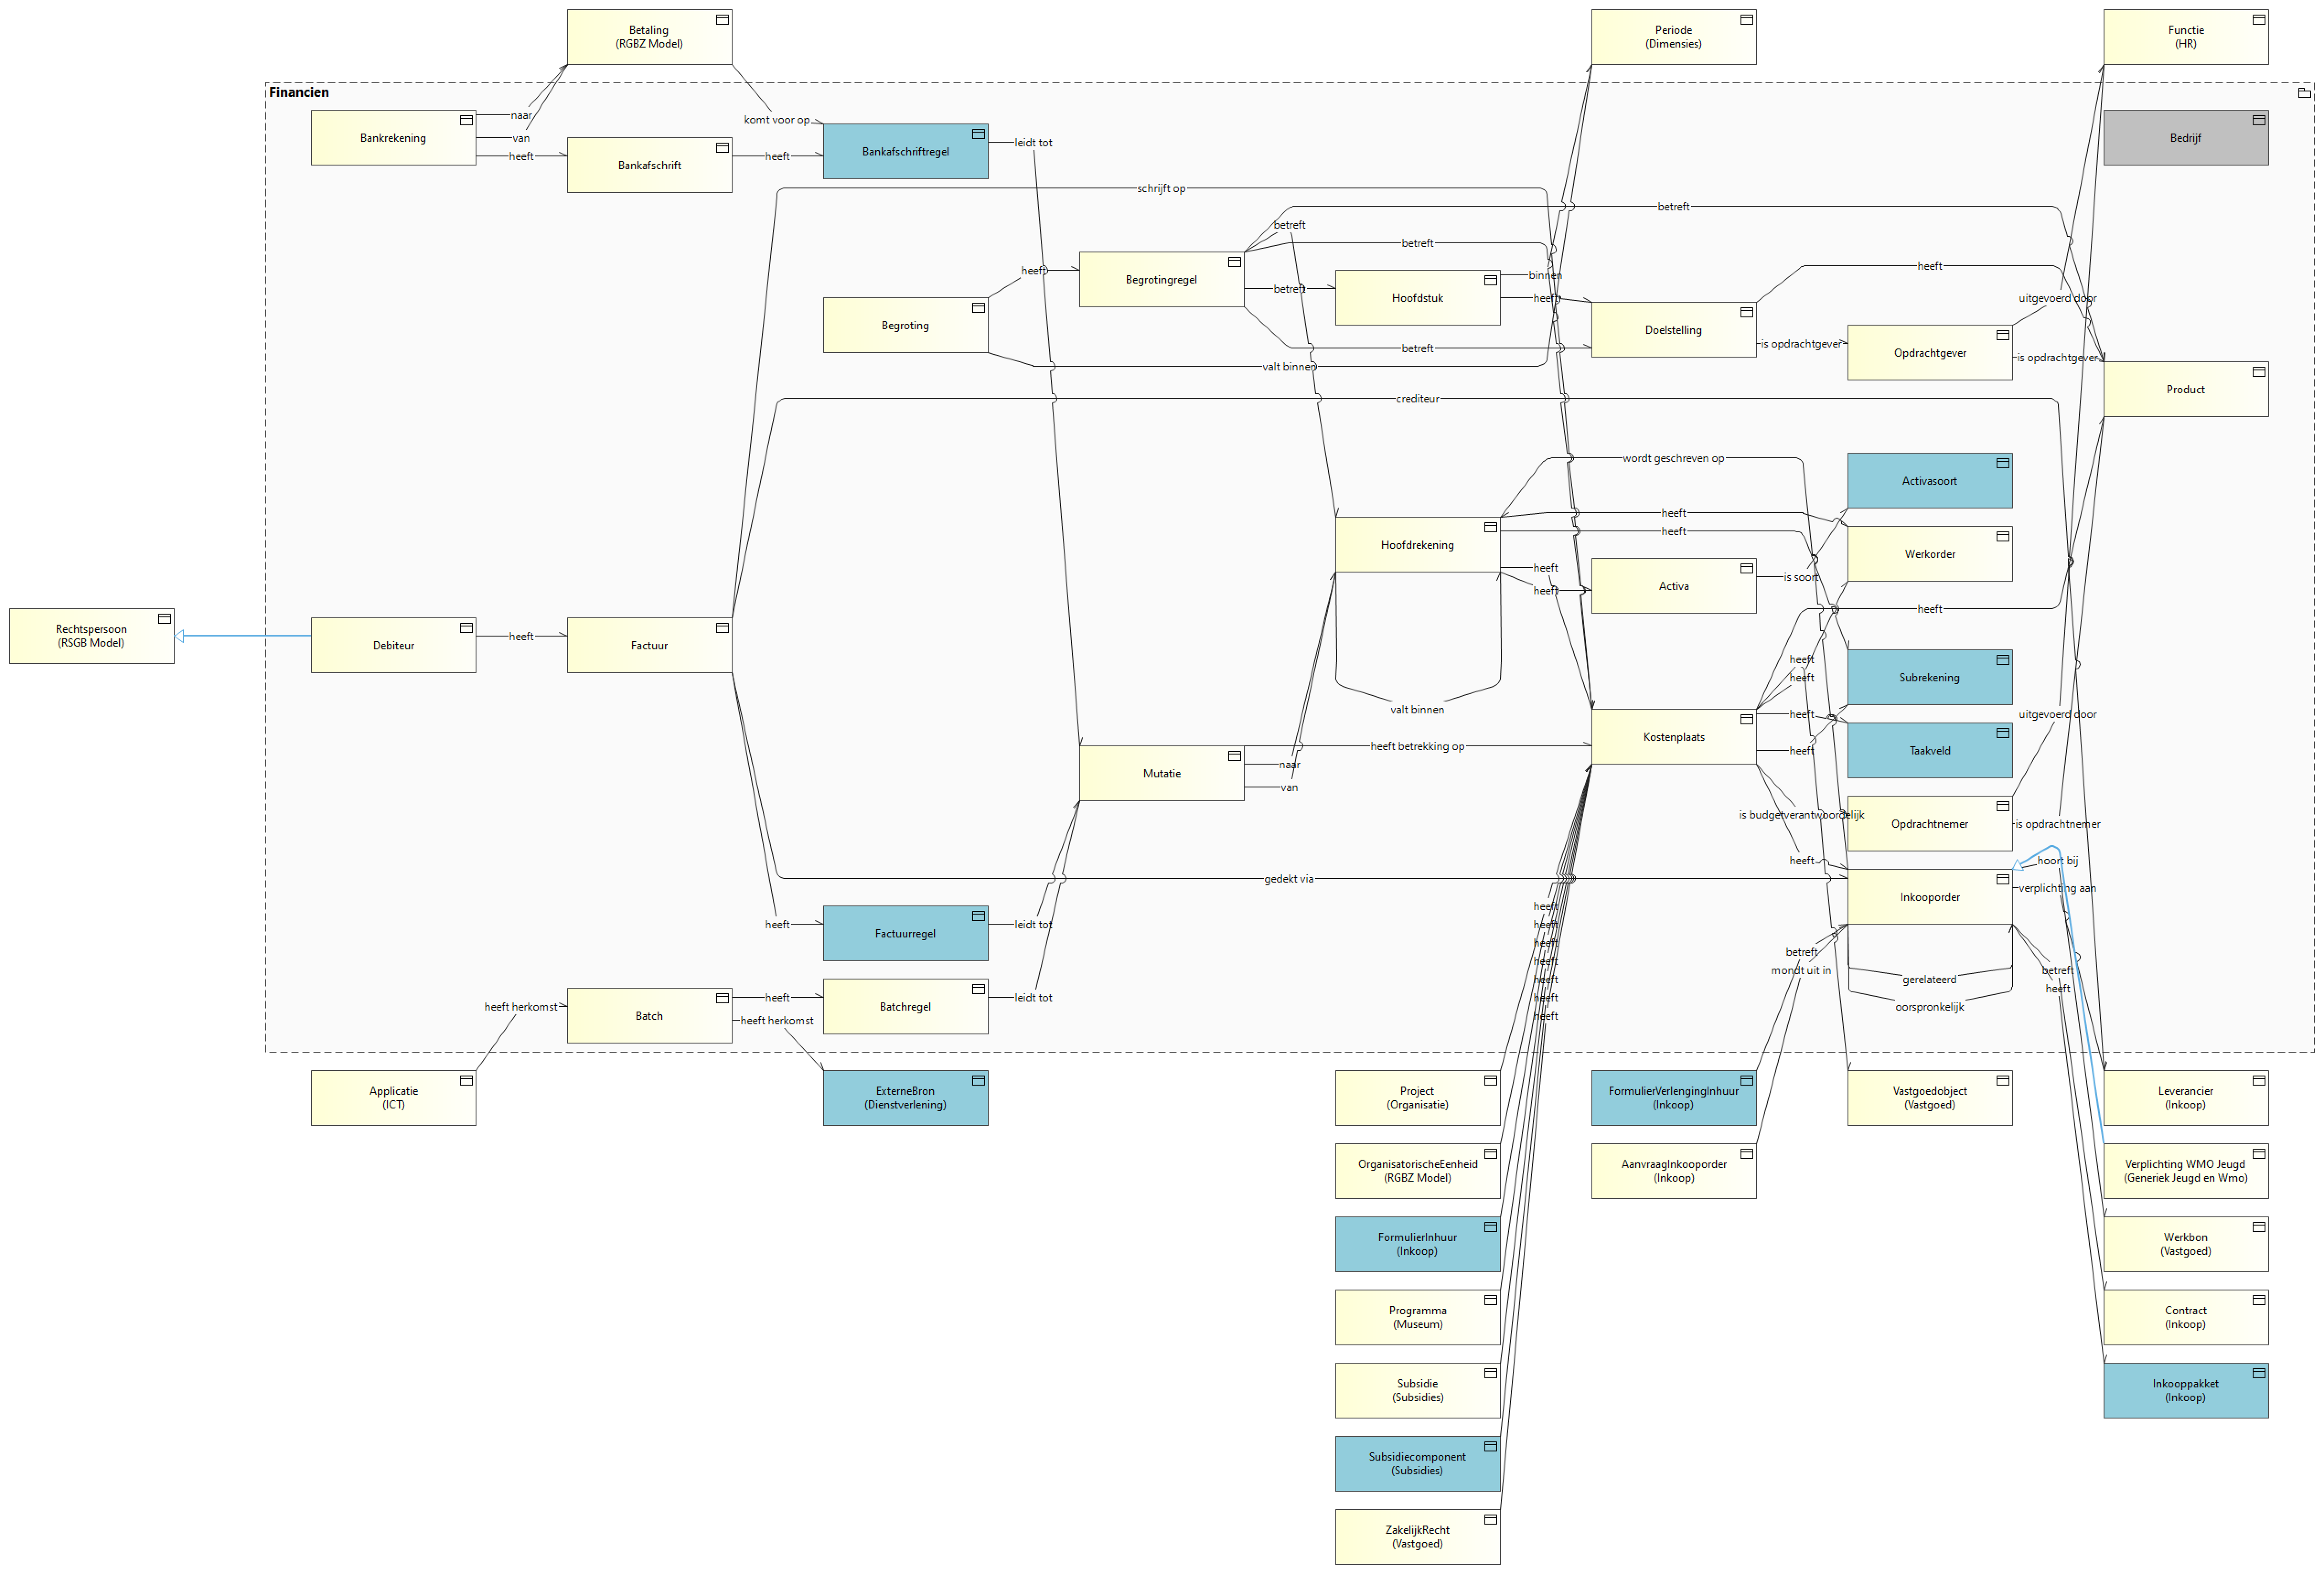 Betaling
(RGBZ Model)
Periode
(Dimensies)
Functie
(HR)
Financien
Bankrekening
naar
van
heeft
Bankafschrift
heeft
komt voor op
Bankafschriftregel
leidt tot
Bedrijf
schrijft op
betreft
betreft
betreft
heeft
Begrotingregel
betreft
Hoofdstuk
binnen
heeft
heeft
uitgevoerd door
Begroting
Doelstelling
is opdrachtgever
Opdrachtgever
is opdrachtgever
betreft
valt binnen
Product
crediteur
wordt geschreven op
Activasoort
heeft
heeft
Hoofdrekening
Werkorder
heeft
heeft
Activa
is soort
heeft
Rechtspersoon
(RSGB Model)
Debiteur
heeft
Factuur
heeft
heeft
Subrekening
valt binnen
heeft
uitgevoerd door
Kostenplaats
heeft betrekking op
heeft
Taakveld
Mutatie
naar
van
is budgetverantwoordelijk
Opdrachtnemer
is opdrachtnemer
heeft
hoort bij
gedekt via
verplichting aan
Inkooporder
heeft
Factuurregel
leidt tot
heeft
heeft
heeft
heeft
heeft
heeft
heeft
betreft
mondt uit in
gerelateerd
oorspronkelijk
betreft
heeft
heeft herkomst
Batch
heeft
heeft herkomst
Batchregel
leidt tot
Applicatie
(ICT)
ExterneBron
(Dienstverlening)
Project
(Organisatie)
FormulierVerlengingInhuur
(Inkoop)
Vastgoedobject
(Vastgoed)
Leverancier
(Inkoop)
OrganisatorischeEenheid
(RGBZ Model)
AanvraagInkooporder
(Inkoop)
Verplichting WMO Jeugd
(Generiek Jeugd en Wmo)
FormulierInhuur
(Inkoop)
Werkbon
(Vastgoed)
Programma
(Museum)
Contract
(Inkoop)
Subsidie
(Subsidies)
Inkooppakket
(Inkoop)
Subsidiecomponent
(Subsidies)
ZakelijkRecht
(Vastgoed)